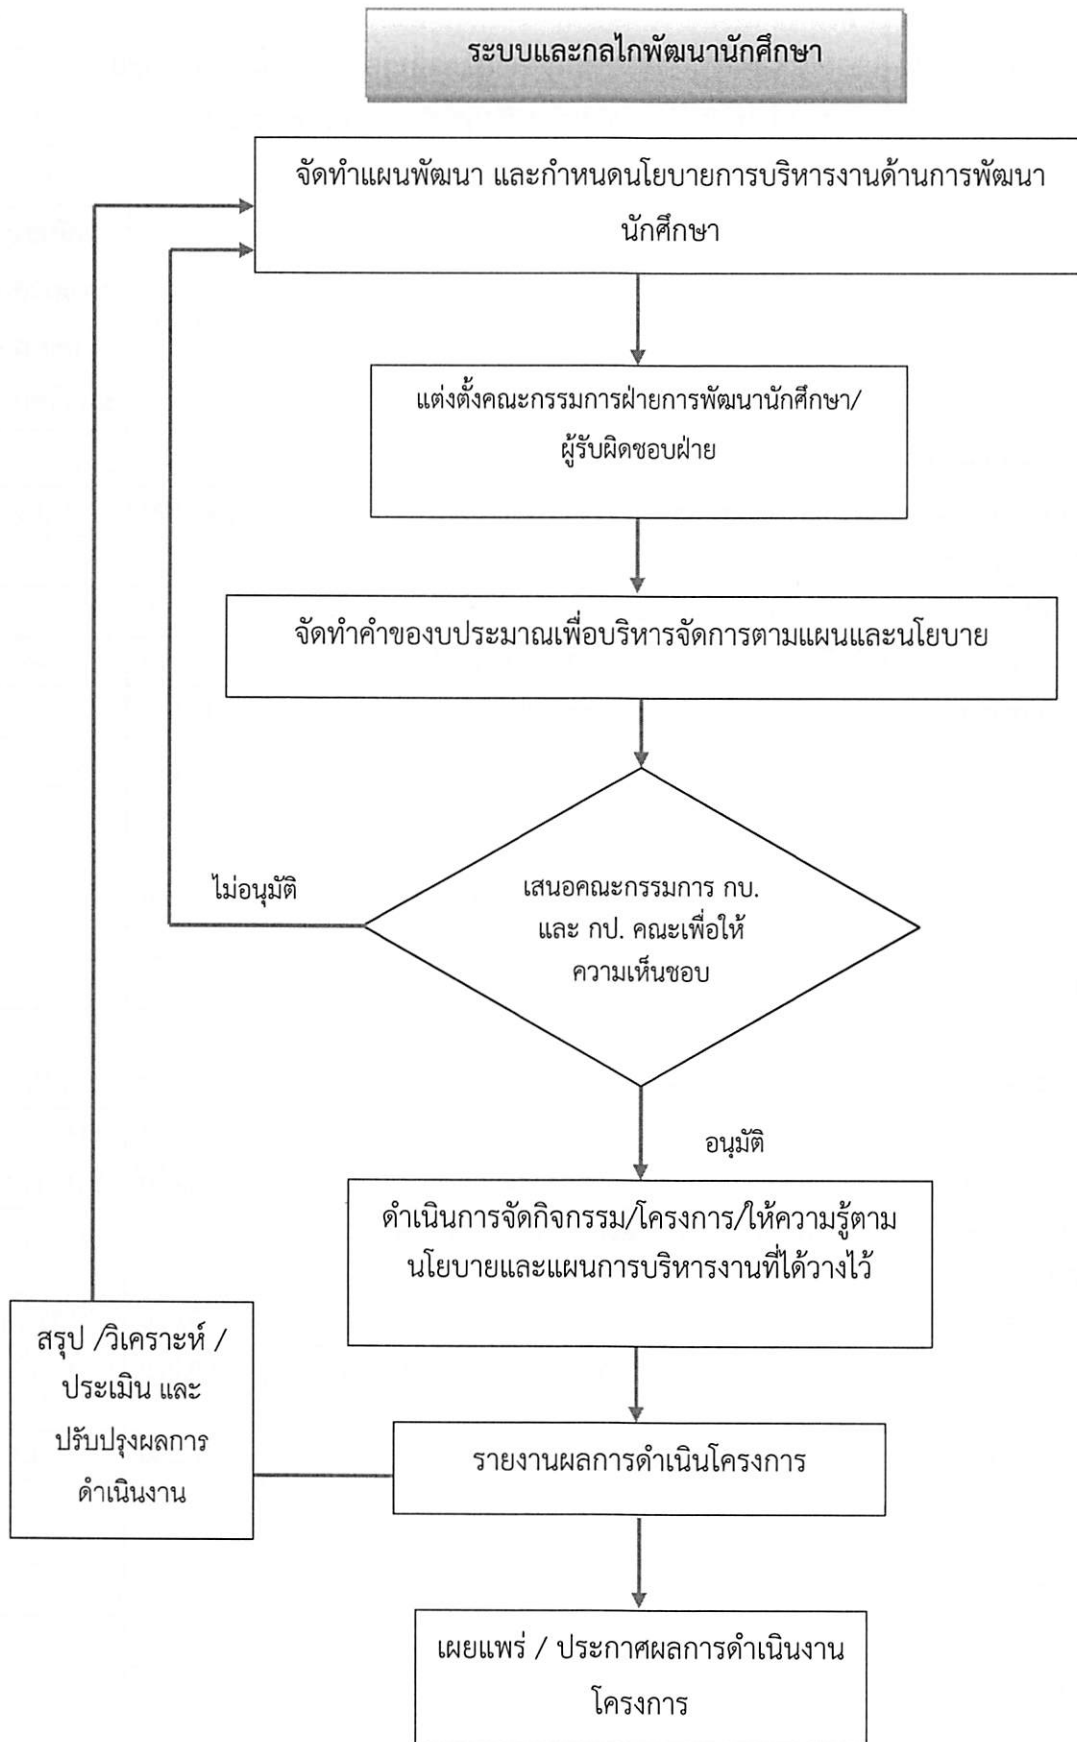 ระบบและกลไกพัฒนานักศึกษา
จัดทำแผนพัฒนา และกำหนดนโยบายการบริหารงานด้านการพัฒนา
นักศึกษา
แต่งตั้งคณะกรรมการฝ่ายการพัฒนานักศึกษา/
ผู้รับผิดชอบฝ่าย
จัดทำคำของบประมาณเพื่อบริหารจัดการตามแผนและนโยบาย
ไม่อนุมัติ
เสนอคณะกรรมการ กบ.
และ กป. คณะเพื่อให้
ความเห็นชอบ
อนุมัติ
ดำเนินการจัดกิจกรรม/โครงการ/ให้ความรู้ตาม
นโยบายและแผนการบริหารงานที่ได้วางไว้
สรุป /วิเคราะห์ /
ประเมิน และ
ปรับปรุงผลการ
ดำเนินงาน
รายงานผลการดำเนินโครงการ
เผยแพร่ / ประกาศผลการดำเนินงาน
โครงการ